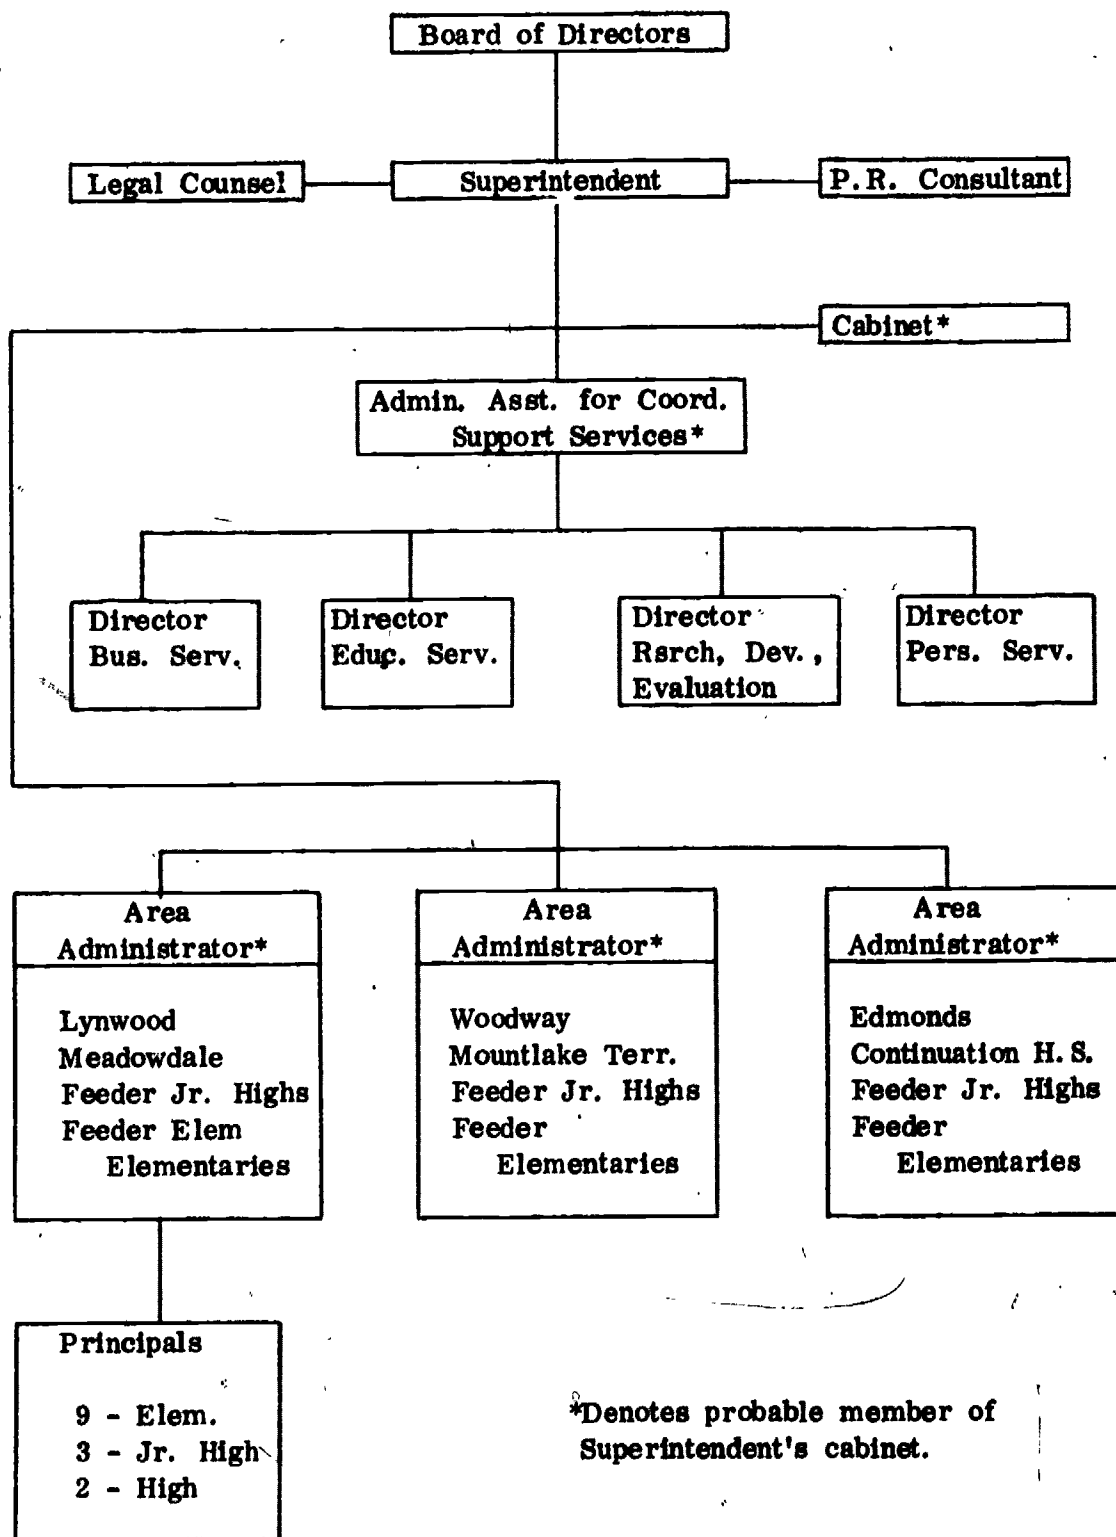 Board of Directors
Legal Counsel
Superintendent
P.R. Consultant
Cabinet*
Admin. Asst. for Coord.
Support Services*
Director
Bus. Serv.
Director
Educ. Serv.
Director
Rsrch, Dev.,
Evaluation
Director
Pers. Serv.
Area
Administrator*
Lynwood
Meadowdale
Feeder Jr. Highs
Feeder Elem
Elementaries
Area
Administrator*
Woodway
Mountlake Terr.
Feeder Jr. Highs
Feeder
Elementaries
Area
Administrator*
Edmonds
Continuation H.S.
Feeder Jr. Highs
Feeder
Elementaries
Principals
9 - Elem.
3 - Jr. High
2 - High
*Denotes probable member of
Superintendent's cabinet.